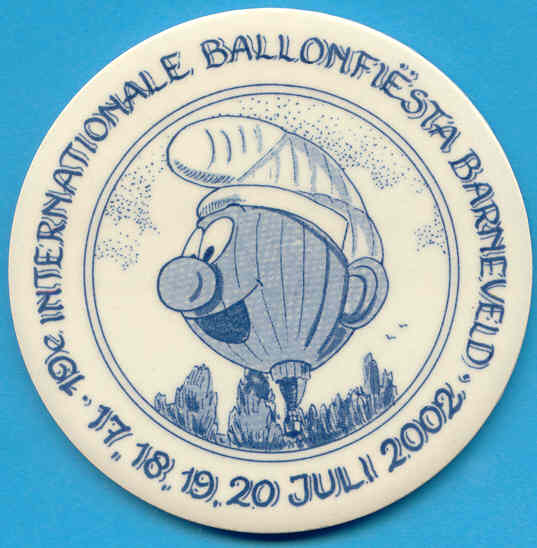 19e INTERNATIONALE BALLONFIËSTA BARNEVELD.
17, 18, 19, 20 JULI 2002.